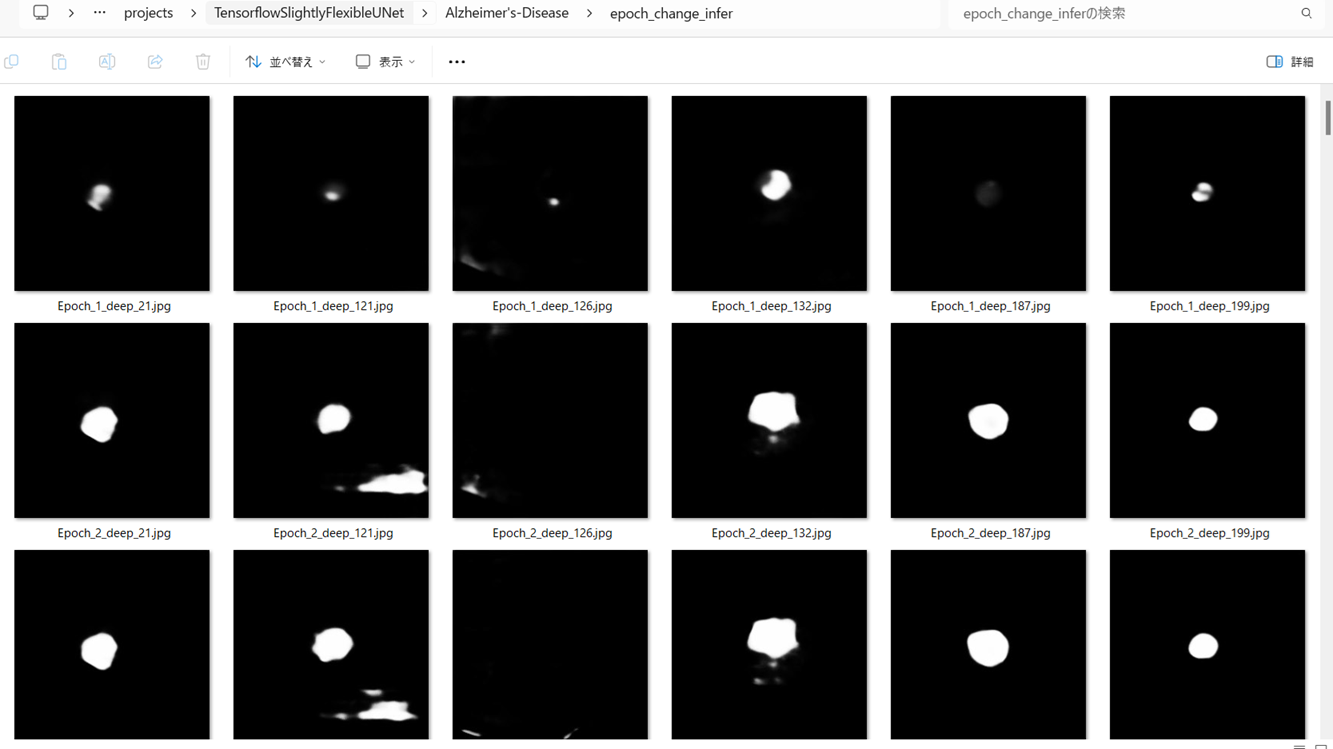 projects TensorflowSlightlyFlexibleUNet Alzheimer's-Disease epoch_change_infer epoch_change_inferの検索
並べ替え 表示 詳細
Epoch_1_deep_21.jpg Epoch_1_deep_121.jpg Epoch_1_deep_126.jpg Epoch_1_deep_132.jpg Epoch_1_deep_187.jpg Epoch_1_deep_199.jpg
Epoch_2_deep_21.jpg Epoch_2_deep_121.jpg Epoch_2_deep_126.jpg Epoch_2_deep_132.jpg Epoch_2_deep_187.jpg Epoch_2_deep_199.jpg